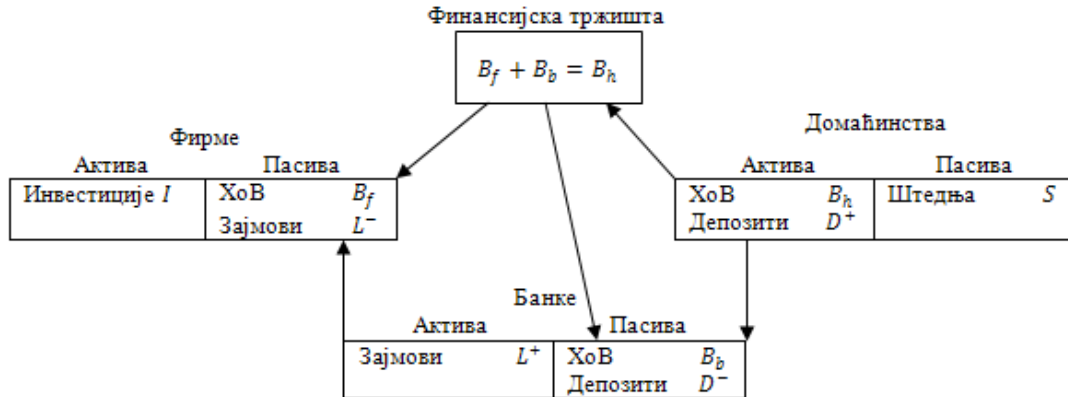 Финансијска тржишта
B_f + B_b = B_h
Фирме
Актива Пасива
Инвестиције I ХоВ B_f
Зајмови L^-
Домаћинства
Актива Пасива
ХоВ B_h Штедња S
Депозити D^+
Банке
Актива Пасива
Зајмови L^+ ХоВ B_b
Депозити D^-